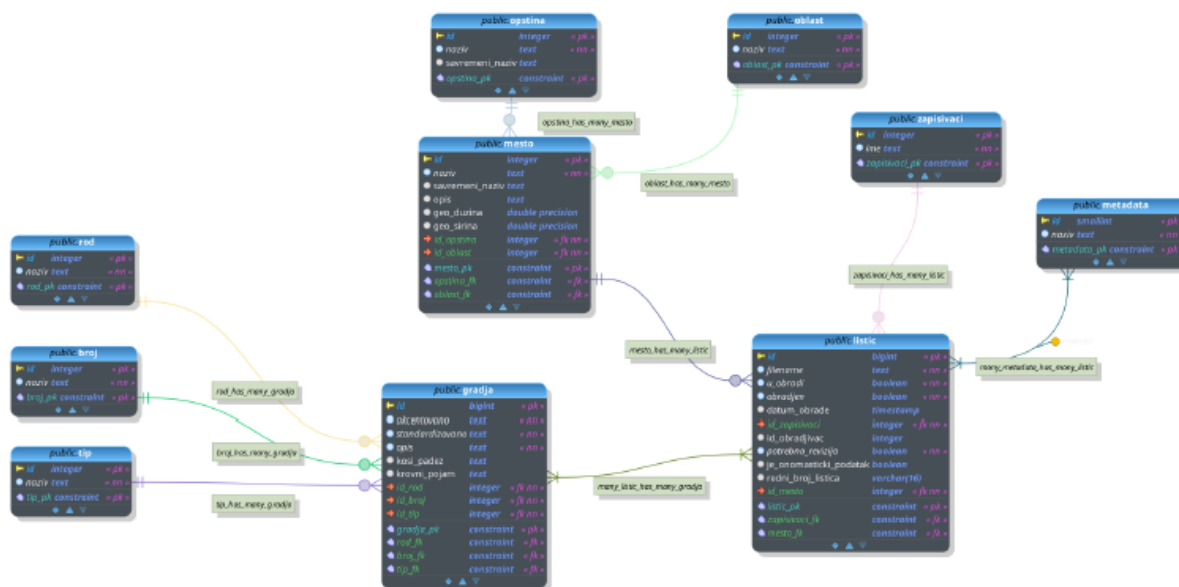 public.opstina
id integer « pk »
naziv text « nn »
savremeni_naziv text
opstina_pk constraint « pk »
public.oblast
id integer « pk »
naziv text « nn »
oblast_pk constraint « pk »
opstina_has_many_mesto
oblast_has_many_mesto
public.zapisivaci
id integer « pk »
ime text « nn »
zapisivaci_pk constraint « pk »
public.mesto
id integer « pk »
naziv text « nn »
savremeni_naziv text
opis text
geo_duzina double precision
geo_sirina double precision
id_opstina integer « fk nn »
id_oblast integer « fk nn »
mesto_pk constraint « pk »
opstina_fk constraint « fk »
oblast_fk constraint « fk »
public.metadata
id smallint « pk »
naziv text « nn »
metadata_pk constraint « pk »
public.rod
id integer « pk »
naziv text « nn »
rod_pk constraint « pk »
zapisivaci_has_many_listic
mesto_has_many_listic
public.broj
id integer « pk »
naziv text « nn »
broj_pk constraint « pk »
rod_has_many_gradja
public.listic
id bigint « pk »
filename text « nn »
u_obradi boolean « nn »
obradjen boolean « nn »
datum_obrade timestamp
id_zapisivaci integer « fk nn »
id_obradjivac integer
potrebna_revizija boolean « nn »
je_onomasticki_podatak boolean
redni_broj_listica varchar(16)
id_mesto integer « fk nn »
listic_pk constraint « pk »
zapisivaci_fk constraint « fk »
mesto_fk constraint « fk »
many_metadata_has_many_listic
public.tip
id integer « pk »
naziv text « nn »
tip_pk constraint « pk »
broj_has_many_gradja
tip_has_many_gradja
public.gradja
id bigint « pk »
akcentovano text « nn »
standardizovano text « nn »
opis text « nn »
kosi_padez text
krovni_pojam text
id_rod integer « fk nn »
id_broj integer « fk nn »
id_tip integer « fk nn »
gradja_pk constraint « pk »
rod_fk constraint « fk »
broj_fk constraint « fk »
tip_fk constraint « fk »
many_listic_has_many_gradja